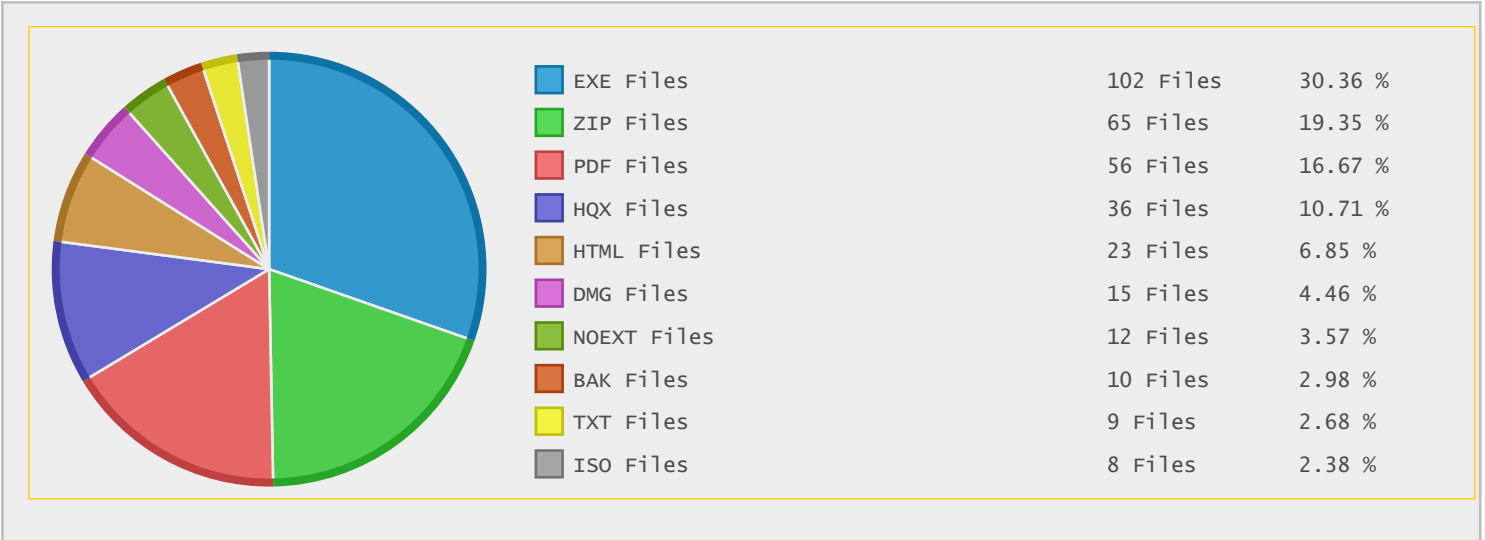 EXE Files 102 Files 30.36 %
ZIP Files 65 Files 19.35 %
PDF Files 56 Files 16.67 %
HQX Files 36 Files 10.71 %
HTML Files 23 Files 6.85 %
DMG Files 15 Files 4.46 %
NOEXT Files 12 Files 3.57 %
BAK Files 10 Files 2.98 %
TXT Files 9 Files 2.68 %
ISO Files 8 Files 2.38 %